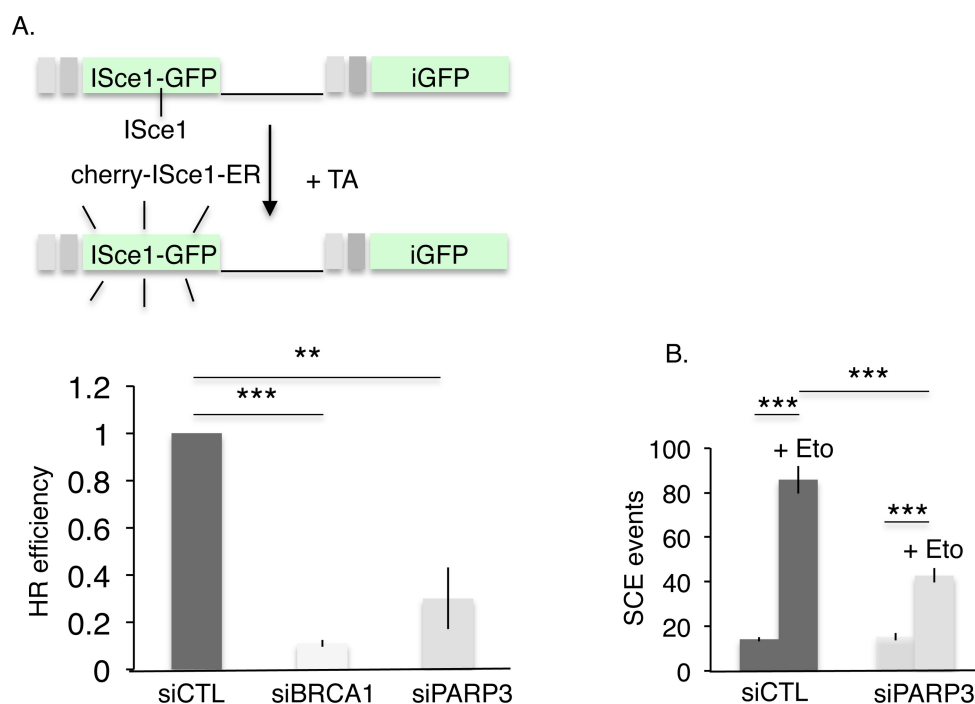 A.
ISce1-GFP iGFP
ISce1
cherry-ISce1-ER + TA
ISce1-GFP iGFP
**
***
1.2
1
0.8
0.6
0.4
0.2
0
HR efficiency
siCTL siBRCA1 siPARP3
B.
***
***
+ Eto
***
+ Eto
100
80
60
40
20
0
SCE events
siCTL siPARP3